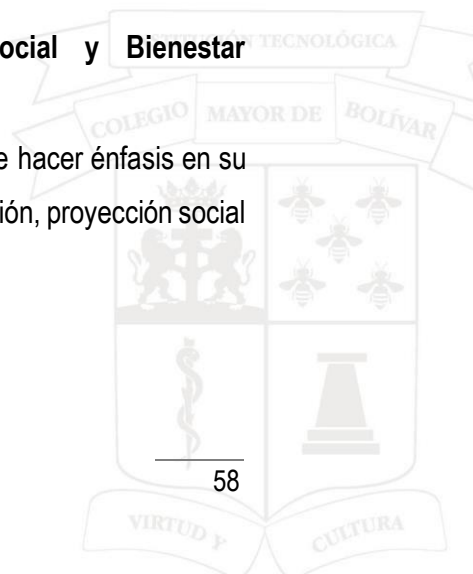 INSTITUCIÓN TECNOLÓGICA
ocial y Bienestar
COLEGIO MAYOR DE BOLÍVAR
e hacer énfasis en su
ión, proyección social
58
VIRTUD Y CULTURA